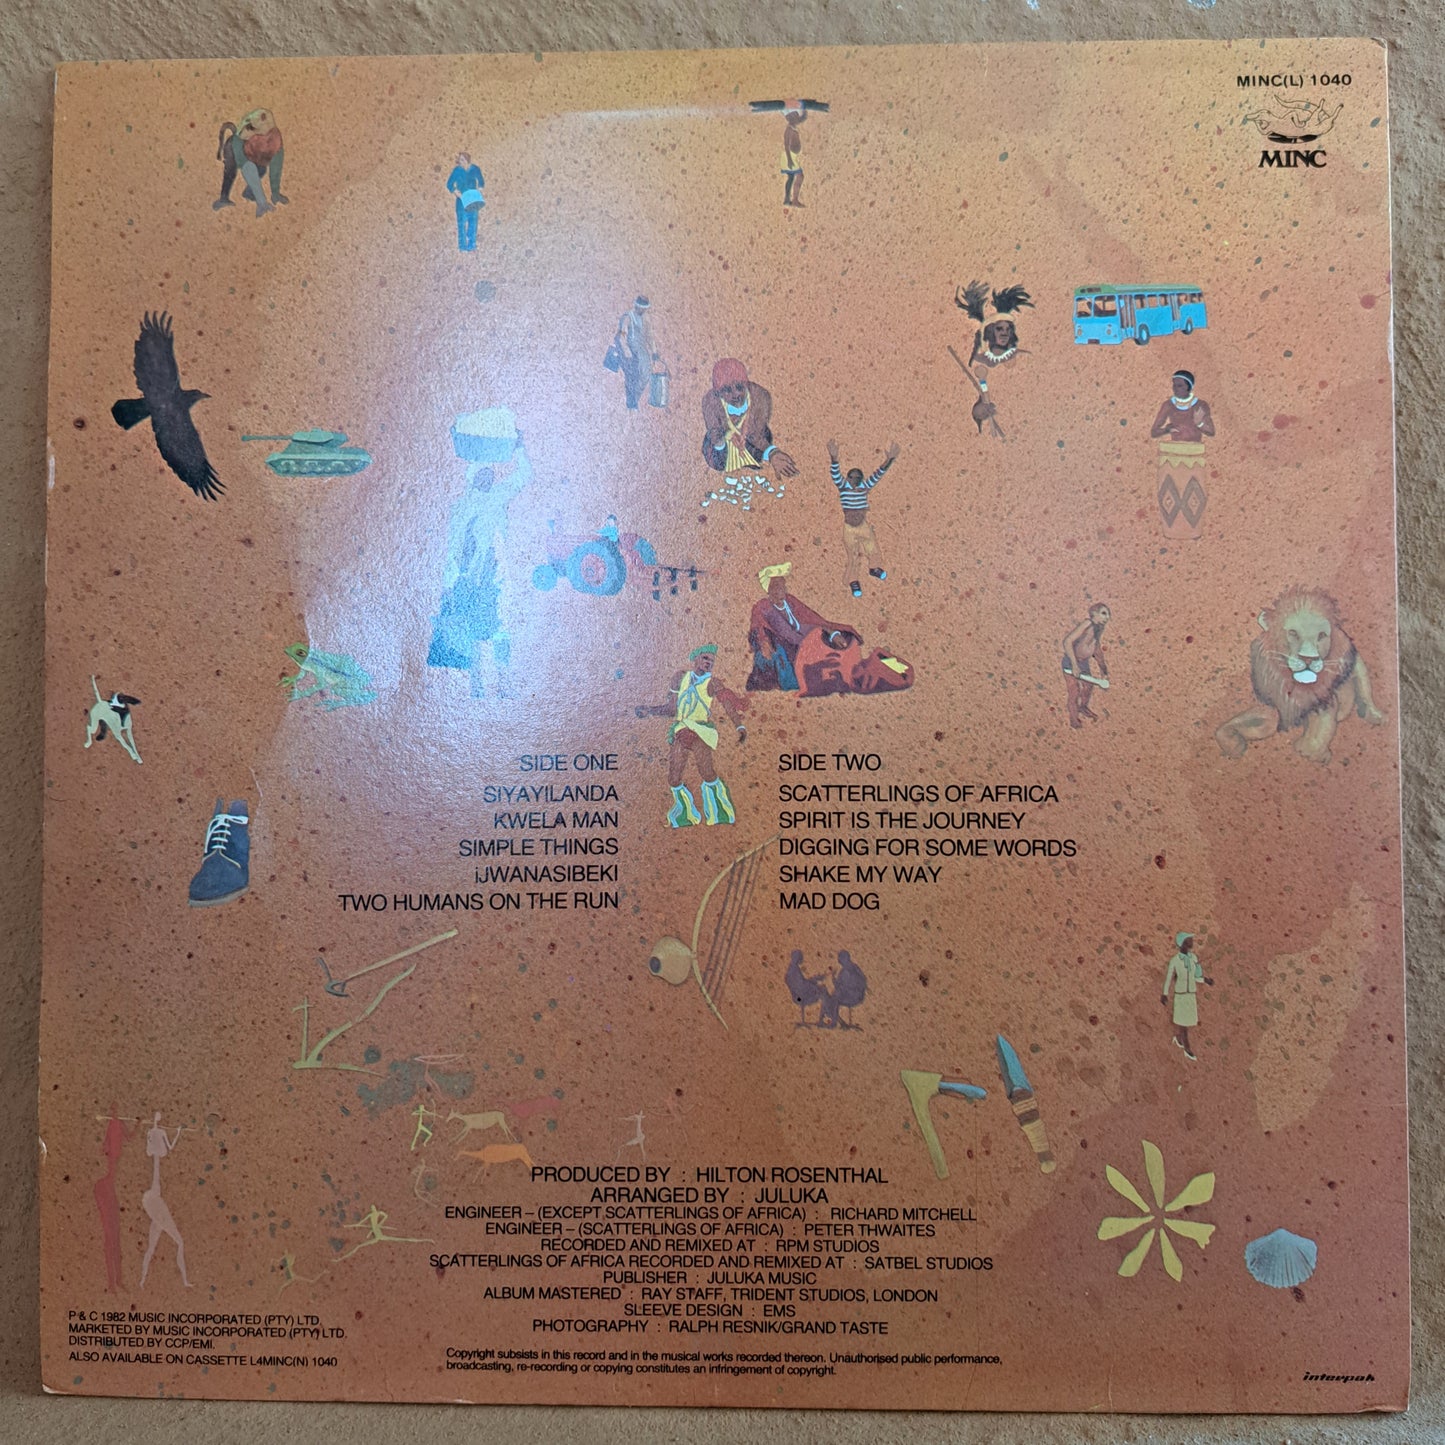 MINC(L) 1040
MINC
SIDE ONE
SIYAYILANDA
KWELA MAN
SIMPLE THINGS
iJWANASIBEKI
TWO HUMANS ON THE RUN
SIDE TWO
SCATTERLINGS OF AFRICA
SPIRIT IS THE JOURNEY
DIGGING FOR SOME WORDS
SHAKE MY WAY
MAD DOG
PRODUCED BY : HILTON ROSENTHAL
ARRANGED BY : JULUKA
ENGINEER – (EXCEPT SCATTERLINGS OF AFRICA) : RICHARD MITCHELL
ENGINEER – (SCATTERLINGS OF AFRICA) : PETER THWAITES
RECORDED AND REMIXED AT : RPM STUDIOS
SCATTERLINGS OF AFRICA RECORDED AND REMIXED AT : SATBEL STUDIOS
PUBLISHER : JULUKA MUSIC
ALBUM MASTERED : RAY STAFF, TRIDENT STUDIOS, LONDON
SLEEVE DESIGN : EMS
PHOTOGRAPHY : RALPH RESNIK/GRAND TASTE
P & C 1982 MUSIC INCORPORATED (PTY) LTD.
MARKETED BY MUSIC INCORPORATED (PTY) LTD.
DISTRIBUTED BY CCP/EMI.
ALSO AVAILABLE ON CASSETTE L4MINC(N) 1040
Copyright subsists in this record and in the musical works recorded thereon. Unauthorised public performance,
broadcasting, re-recording or copying constitutes an infringement of copyright.
interpak